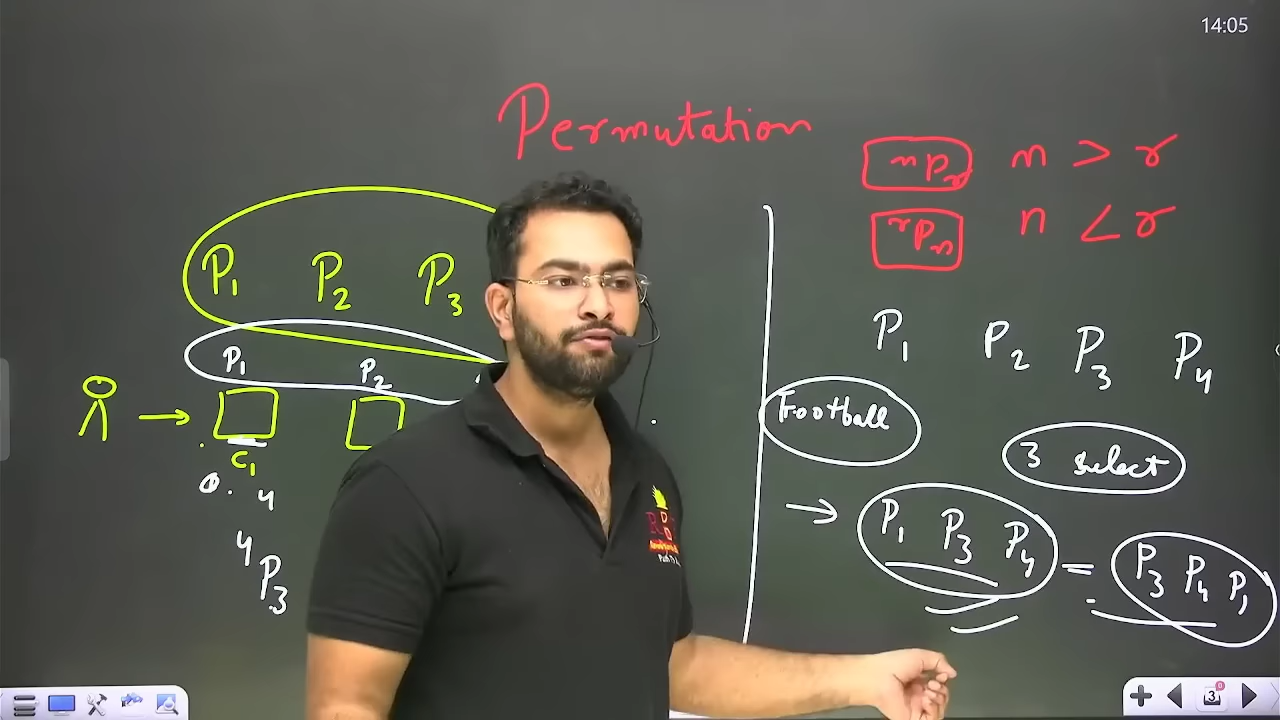 14:05
Permutation
nPr n > r
rPn n < r
P1 P2 P3
P1 P2 P3 P4
P1 P2
Football
3 select
C1
4
P1 P3 P4 = P3 P4 P1
4P3